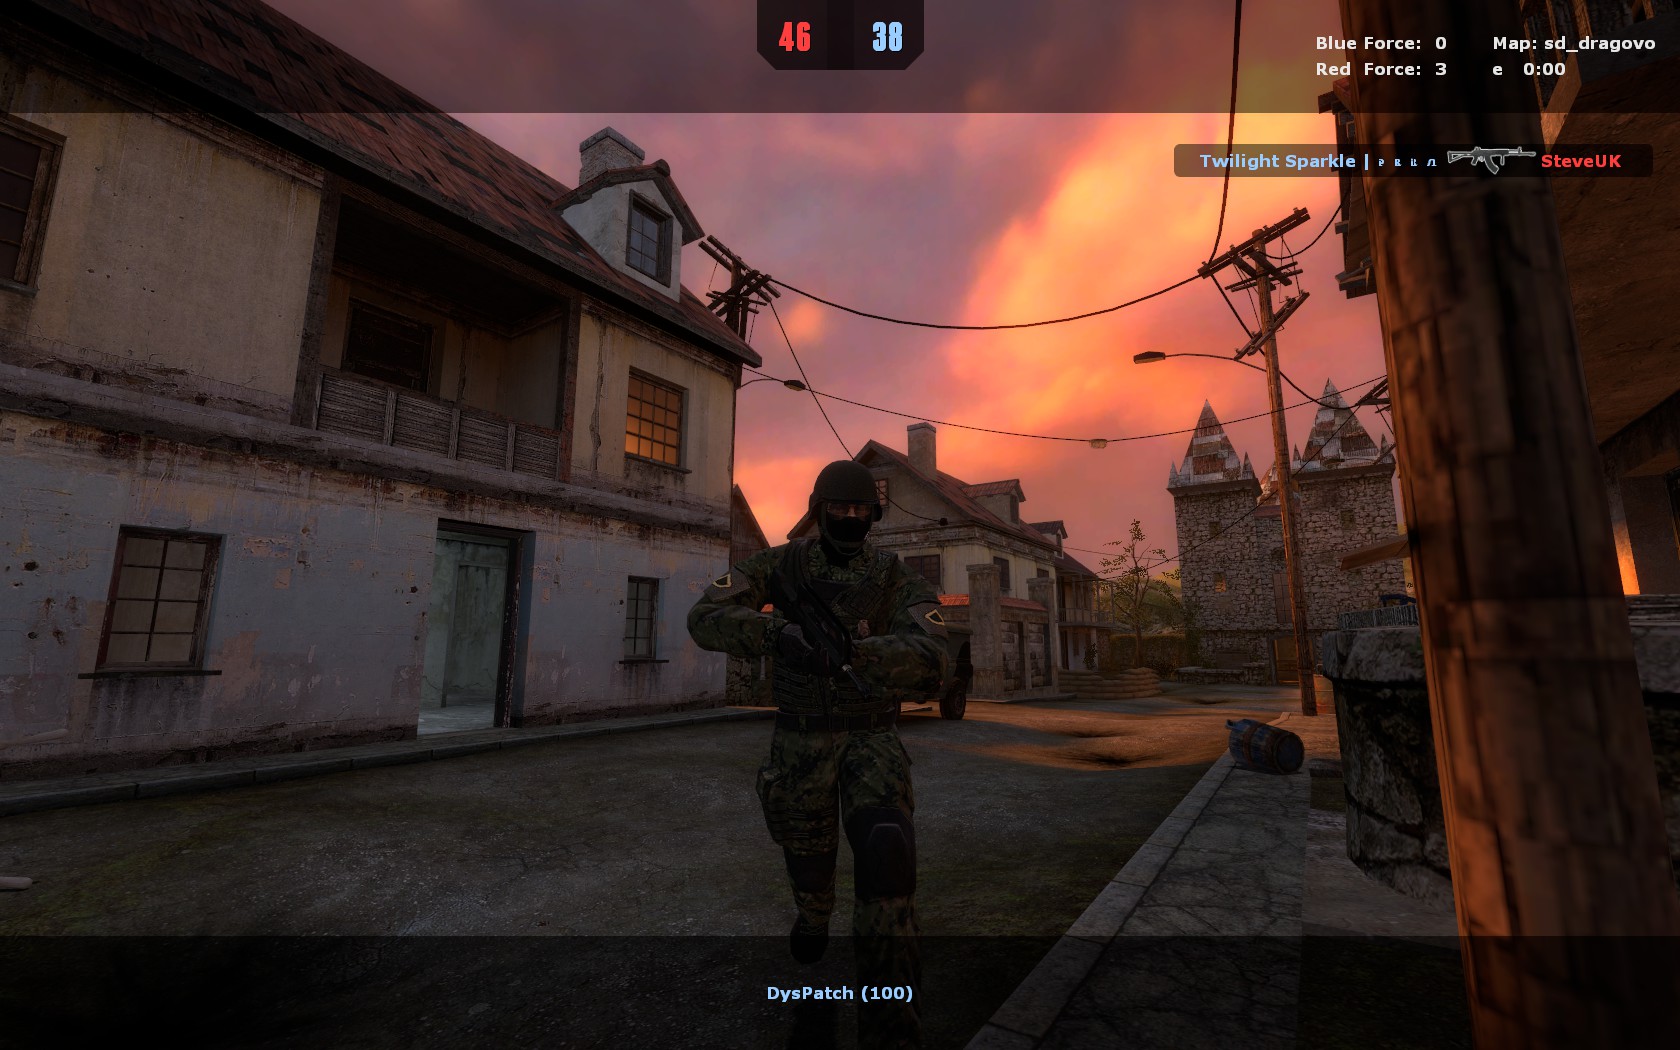 46 38
Blue Force: 0 Map: sd_dragovo
Red Force: 3 e 0:00
Twilight Sparkle | SteveUK
DysPatch (100)